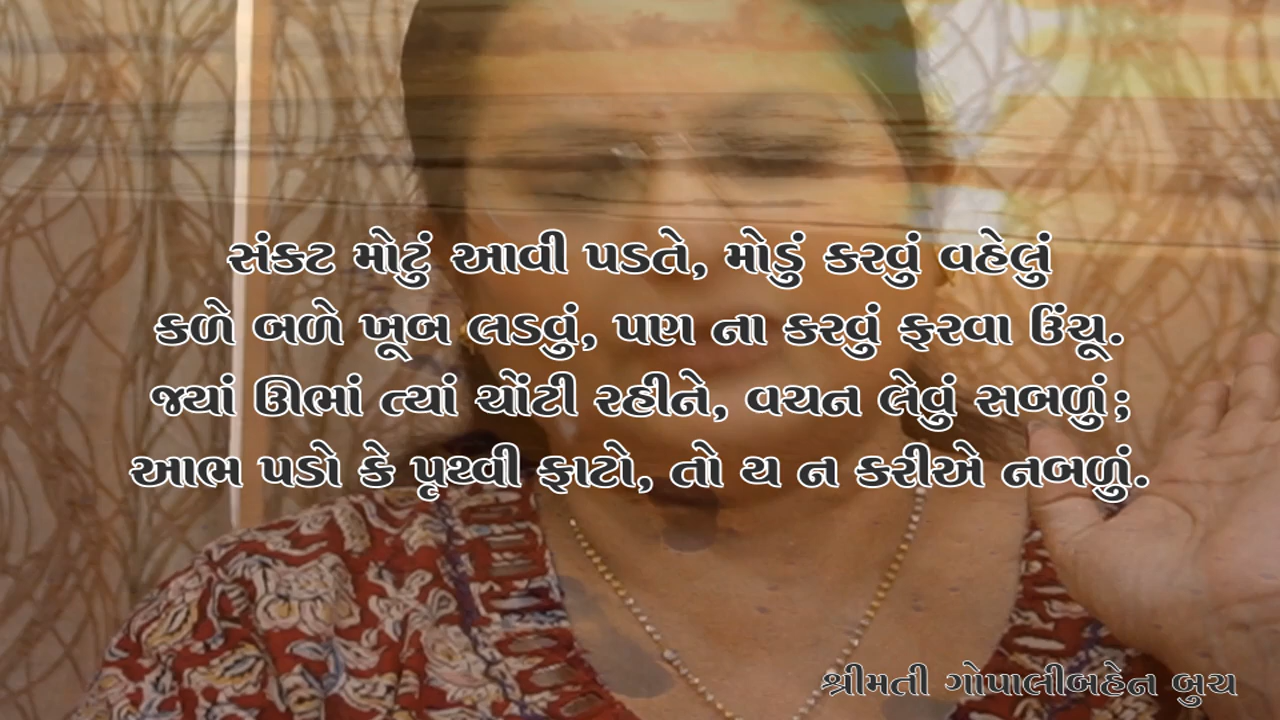 સંકટ મોટું આવી પડતે, મોડું કરવું વહેલું
કળે બળે ખૂબ લડવું, પણ ના કરવું ફરવા ઉંચૂ.
જ્યાં ઊભાં ત્યાં ચોંટી રહીને, વચન લેવું સબળું;
આભ પડો કે પૃથ્વી ફાટો, તો ય ન કરીએ નબળું.
શ્રીમતી ગોપાલીબહેન બુચ